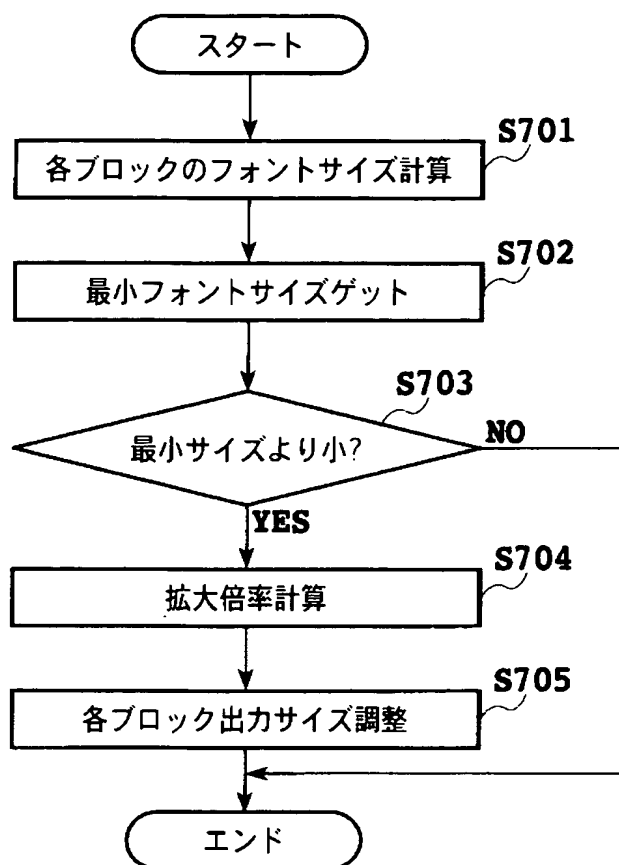 スタート
S701
各ブロックのフォントサイズ計算
S702
最小フォントサイズゲット
S703
最小サイズより小?
NO
YES
S704
拡大倍率計算
S705
各ブロック出力サイズ調整
エンド